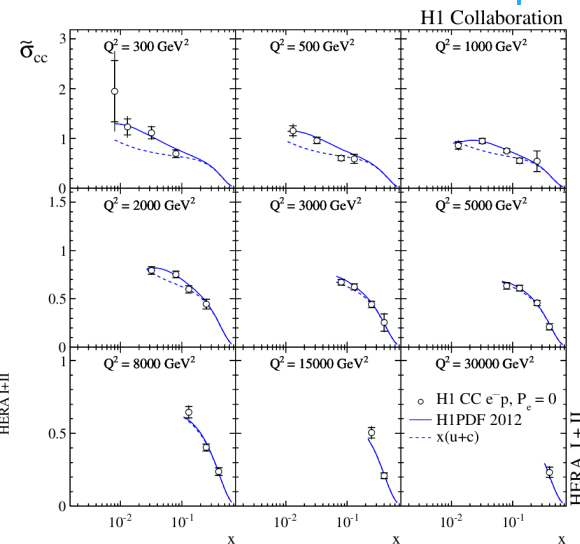 H1 Collaboration
σ̃cc
Q² = 300 GeV²
Q² = 500 GeV²
Q² = 1000 GeV²
3
2
1
0
Q² = 2000 GeV²
Q² = 3000 GeV²
Q² = 5000 GeV²
1.5
1
0.5
0
Q² = 8000 GeV²
Q² = 15000 GeV²
Q² = 30000 GeV²
1
0.5
0
H1 CC e⁻p, Pₑ = 0
H1PDF 2012
x(u+c)
10⁻² 10⁻¹ x
10⁻² 10⁻¹ x
10⁻² 10⁻¹ x
HERA I+II
HERA I + II